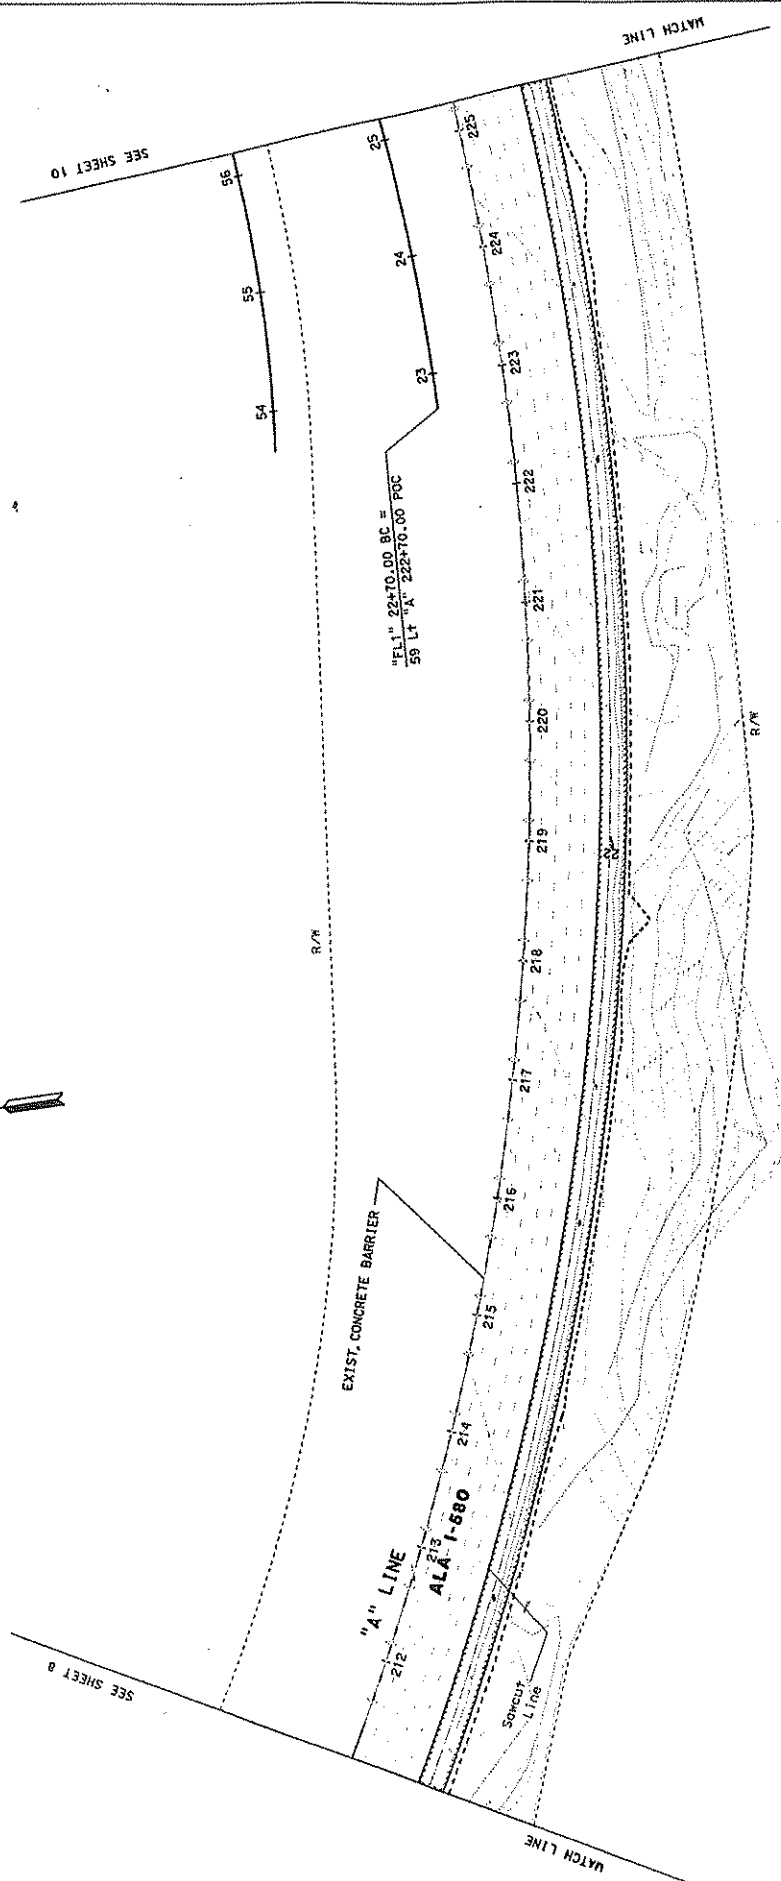 MATCH LINE
SEE SHEET 10
56
55
54
25
24
23
225
224
223
222
221
220
219
218
217
216
215
214
213
212
"FL1" 22+70.00 BC =
59 Lt "A" 222+70.00 POC
R/W
R/W
EXIST. CONCRETE BARRIER
"A" LINE
ALA I-680
Sawcut
Line
SEE SHEET 8
MATCH LINE